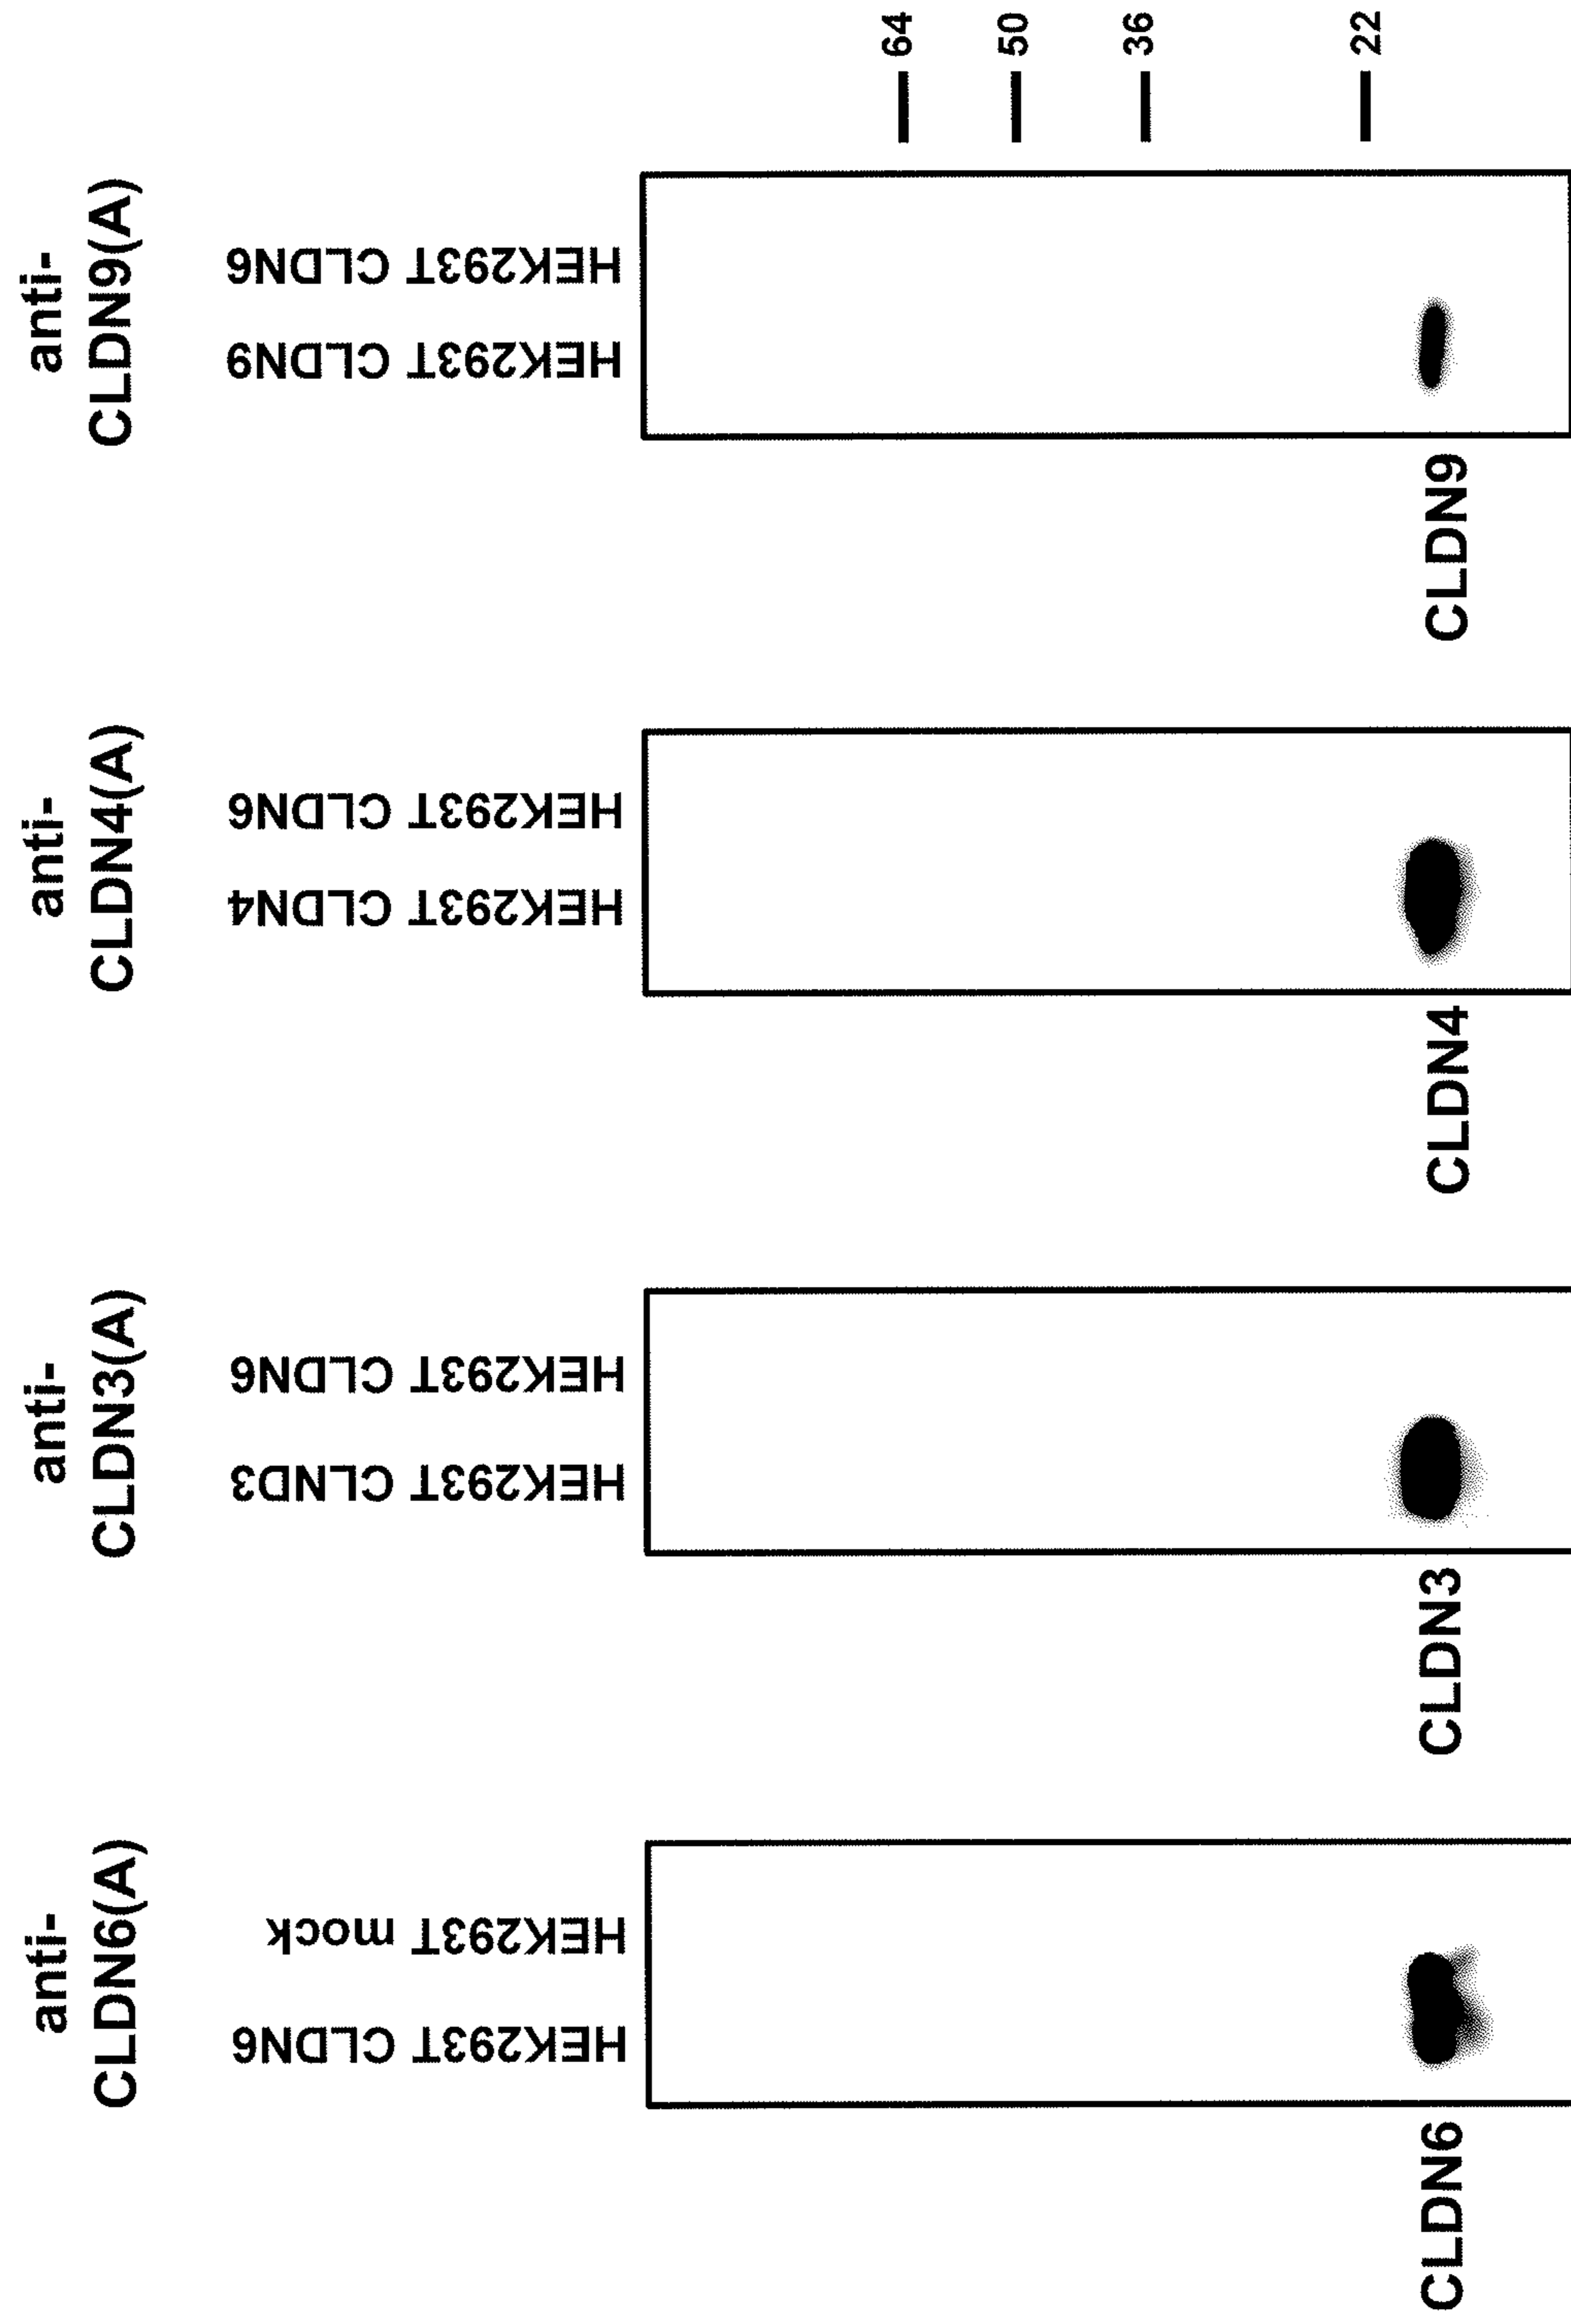 anti-
CLDN6(A)
HEK293T CLDN6
HEK293T mock
CLDN6
anti-
CLDN3(A)
HEK293T CLND3
HEK293T CLDN6
CLDN3
anti-
CLDN4(A)
HEK293T CLDN4
HEK293T CLDN6
CLDN4
anti-
CLDN9(A)
HEK293T CLDN9
HEK293T CLDN6
CLDN9
64
50
36
22